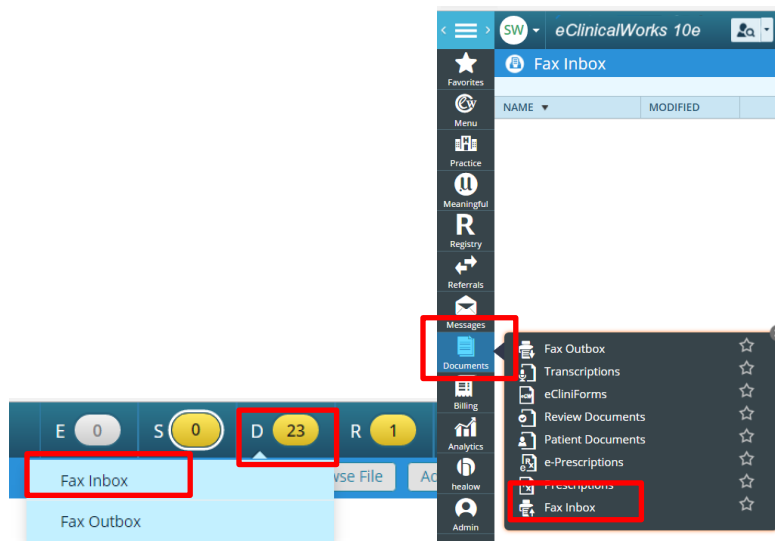 SW eClinicalWorks 10e
Fax Inbox
Favorites
NAME MODIFIED
Menu
Practice
Meaningful
R
Registry
Referrals
Messages
Documents
Billing
Analytics
healow
Admin
Fax Outbox
Transcriptions
eCliniForms
Review Documents
Patient Documents
e-Prescriptions
Prescriptions
Fax Inbox
E 0 S 0 D 23 R 1
Fax Inbox
File
Fax Outbox